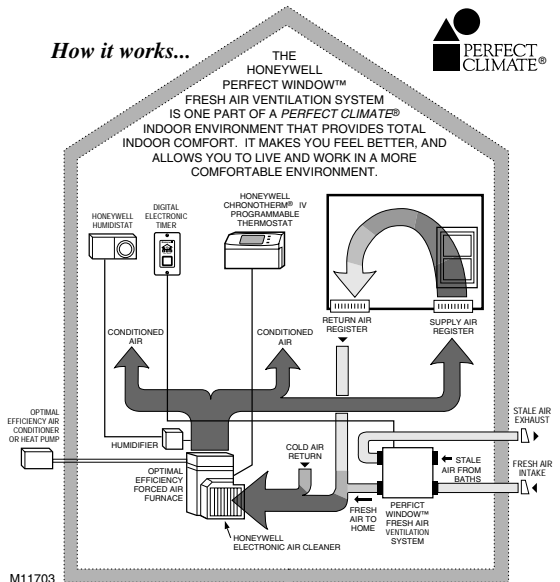 How it works...
PERFECT
CLIMATE®
THE
HONEYWELL
PERFECT WINDOW™
FRESH AIR VENTILATION SYSTEM
IS ONE PART OF A PERFECT CLIMATE®
INDOOR ENVIRONMENT THAT PROVIDES TOTAL
INDOOR COMFORT. IT MAKES YOU FEEL BETTER, AND
ALLOWS YOU TO LIVE AND WORK IN A MORE
COMFORTABLE ENVIRONMENT.
HONEYWELL
HUMIDISTAT
DIGITAL
ELECTRONIC
TIMER
HONEYWELL
CHRONOTHERM® IV
PROGRAMMABLE
THERMOSTAT
RETURN AIR
REGISTER
SUPPLY AIR
REGISTER
CONDITIONED
AIR
CONDITIONED
AIR
OPTIMAL
EFFICIENCY AIR
CONDITIONER
OR HEAT PUMP
HUMIDIFIER
OPTIMAL
EFFICIENCY
FORCED AIR
FURNACE
COLD AIR
RETURN
STALE AIR
EXHAUST
STALE
AIR FROM
BATHS
FRESH AIR
INTAKE
FRESH
AIR TO
HOME
PERFICT
WINDOW™
FRESH AIR
VENTILATION
SYSTEM
HONEYWELL
ELECTRONIC AIR CLEANER
M11703